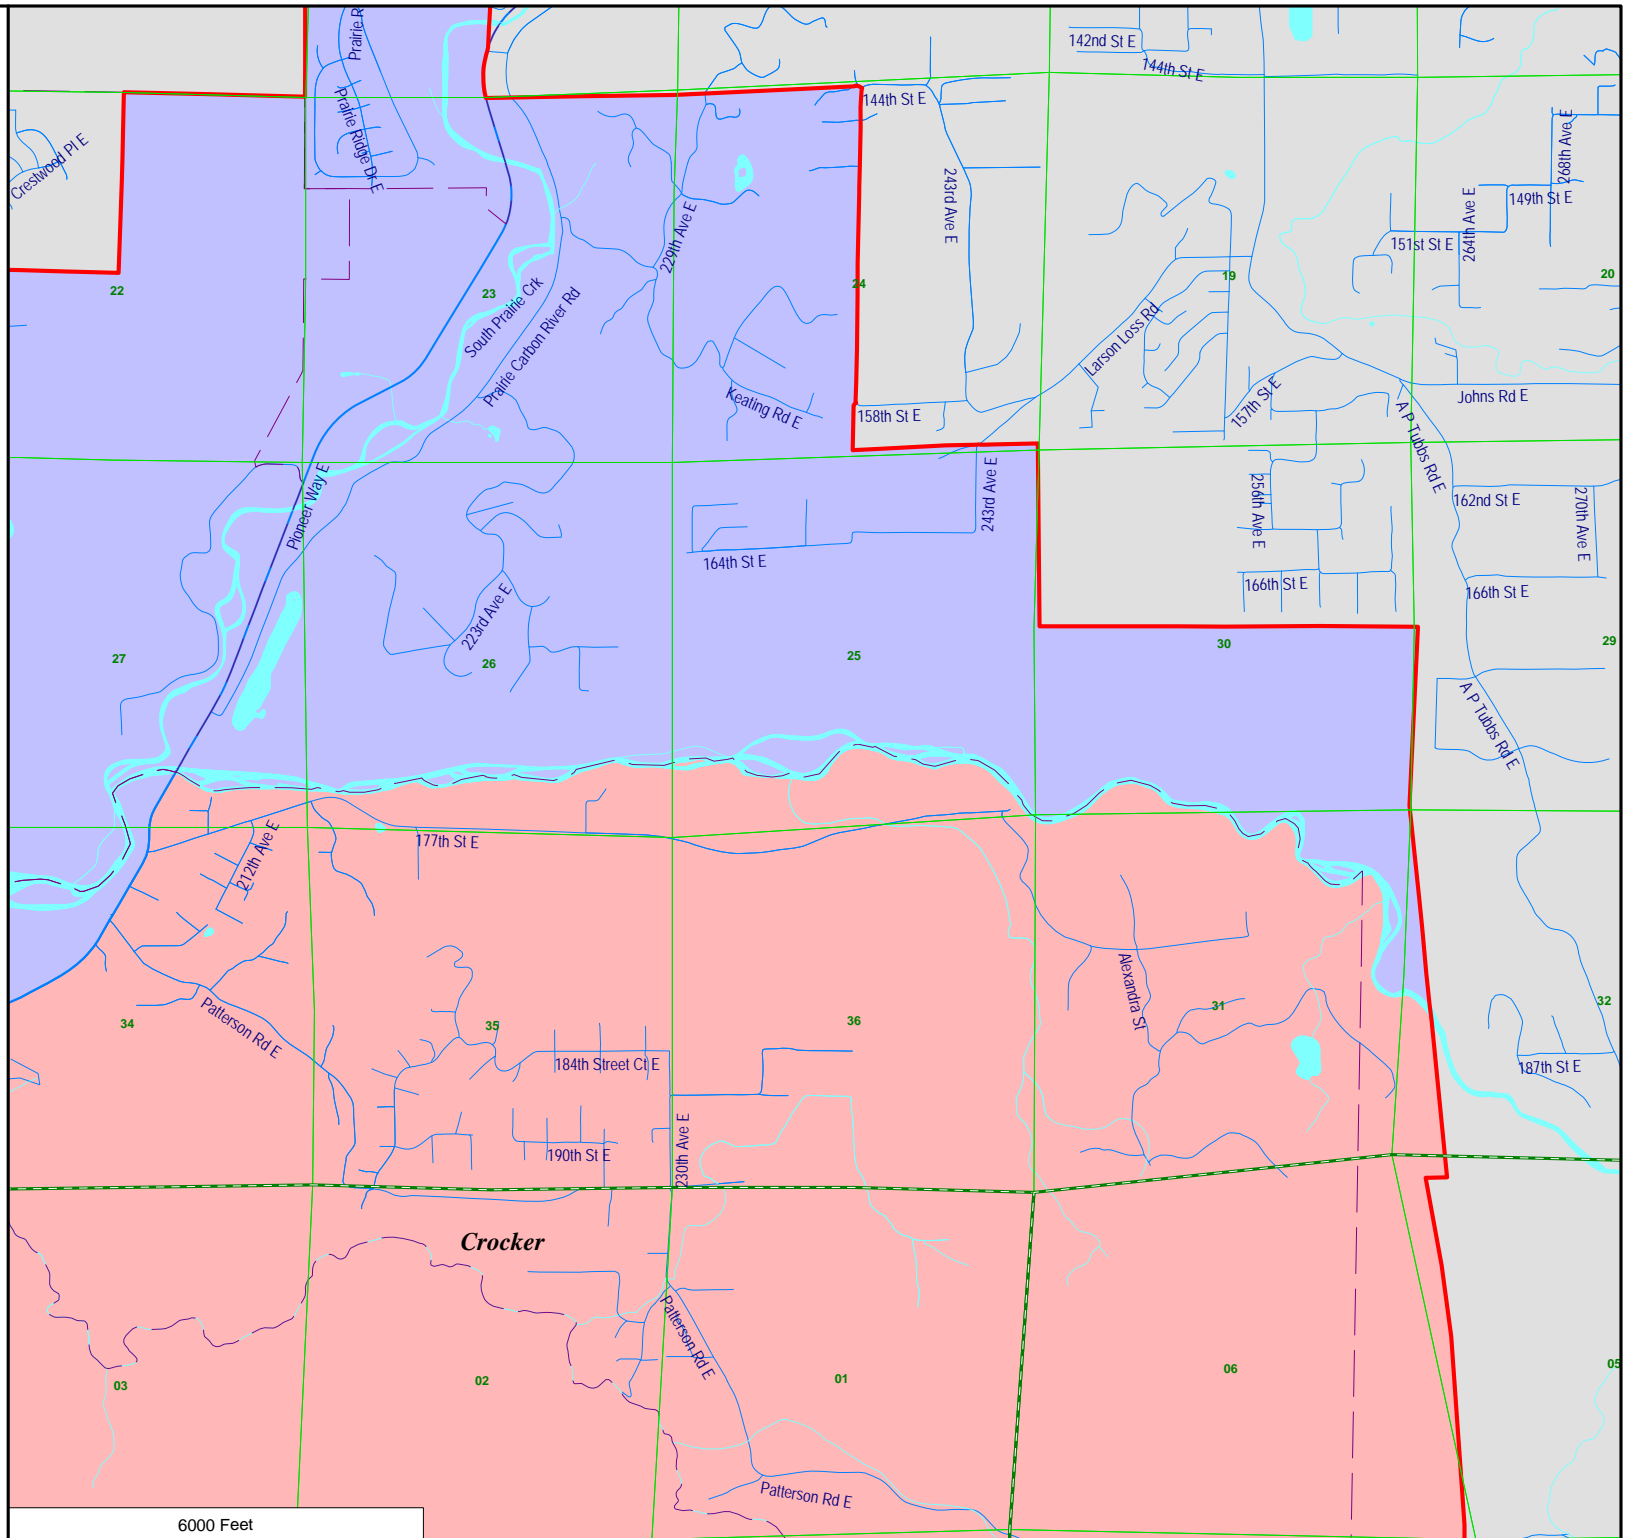 Prairie R
142nd St E
144th St E
144th St E
Prairie Ridge Dr E
Crestwood Pl E
268th Ave E
149th St E
243rd Ave E
264th Ave E
151st St E
229th Ave E
22
23
24
19
20
South Prairie Crk
Prairie Carbon River Rd
Larson Loss Rd
Keating Rd E
158th St E
157th St E
A P Tubbs Rd E
Johns Rd E
Pioneer Way E
243rd Ave E
256th Ave E
162nd St E
270th Ave E
164th St E
166th St E
166th St E
223rd Ave E
27
26
25
30
29
A P Tubbs Rd E
212th Ave E
177th St E
Alexandra St
34
35
36
31
32
Patterson Rd E
184th Street Ct E
187th St E
190th St E
230th Ave E
Crocker
Patterson Rd E
03
02
01
06
05
Patterson Rd E
6000 Feet